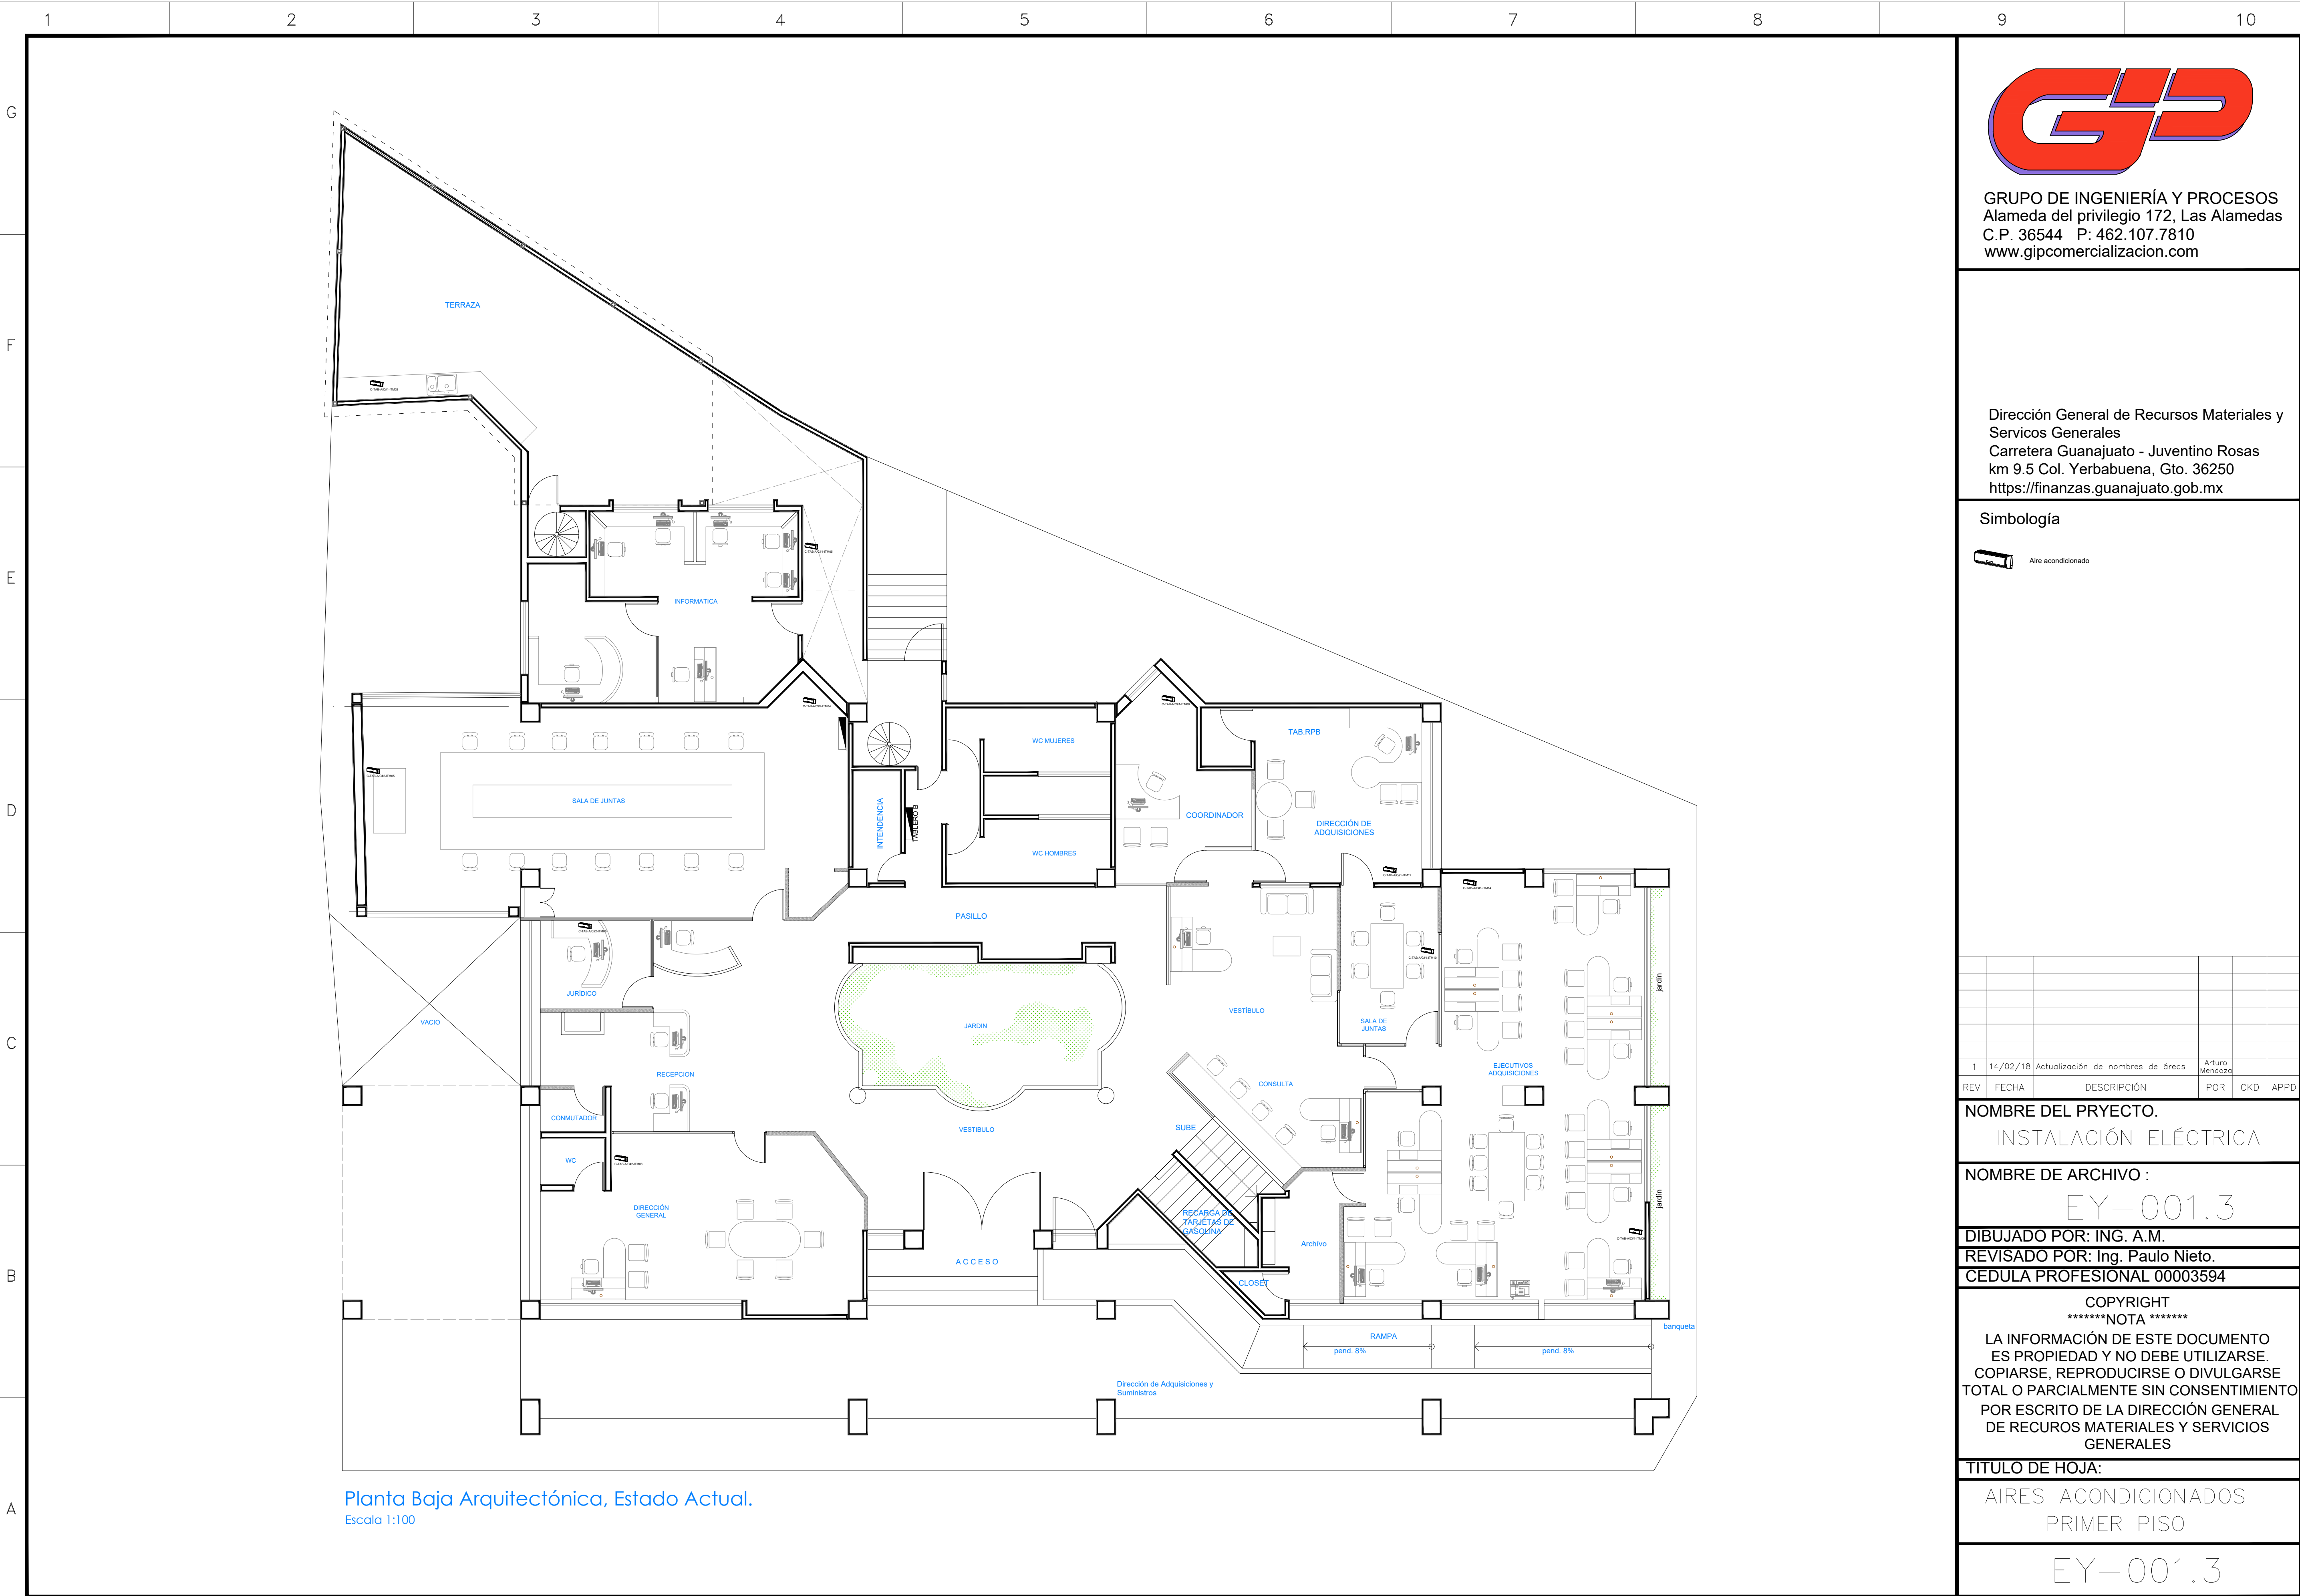 1 2 3 4 5 6 7 8 9 10
G
F
E
D
C
B
A
TERRAZA
INFORMATICA
SALA DE JUNTAS
INTENDENCIA
TABLERO B
WC MUJERES
WC HOMBRES
TAB.RPB
COORDINADOR
DIRECCIÓN DE
ADQUISICIONES
PASILLO
JURÍDICO
VACIO
RECEPCION
CONMUTADOR
WC
DIRECCIÓN
GENERAL
JARDIN
VESTIBULO
VESTÍBULO
SALA DE
JUNTAS
CONSULTA
EJECUTIVOS
ADQUISICIONES
jardin
jardin
SUBE
RECARGA DE
TARJETAS DE
GASOLINA
Archivo
CLOSET
A C C E S O
RAMPA
pend. 8%
pend. 8%
banqueta
Dirección de Adquisiciones y
Suministros
Planta Baja Arquitectónica, Estado Actual.
Escala 1:100
GIP
GRUPO DE INGENIERÍA Y PROCESOS
Alameda del privilegio 172, Las Alamedas
C.P. 36544 P: 462.107.7810
www.gipcomercializacion.com
Dirección General de Recursos Materiales y
Servicos Generales
Carretera Guanajuato - Juventino Rosas
km 9.5 Col. Yerbabuena, Gto. 36250
https://finanzas.guanajuato.gob.mx
Simbología
Aire acondicionado
1 14/02/18 Actualización de nombres de áreas Arturo Mendoza
REV FECHA DESCRIPCIÓN POR CKD APPD
NOMBRE DEL PRYECTO.
INSTALACIÓN ELÉCTRICA
NOMBRE DE ARCHIVO :
EY-001.3
DIBUJADO POR: ING. A.M.
REVISADO POR: Ing. Paulo Nieto.
CEDULA PROFESIONAL 00003594
COPYRIGHT
*******NOTA *******
LA INFORMACIÓN DE ESTE DOCUMENTO
ES PROPIEDAD Y NO DEBE UTILIZARSE.
COPIARSE, REPRODUCIRSE O DIVULGARSE
TOTAL O PARCIALMENTE SIN CONSENTIMIENTO
POR ESCRITO DE LA DIRECCIÓN GENERAL
DE RECUROS MATERIALES Y SERVICIOS
GENERALES
TITULO DE HOJA:
AIRES ACONDICIONADOS
PRIMER PISO
EY-001.3